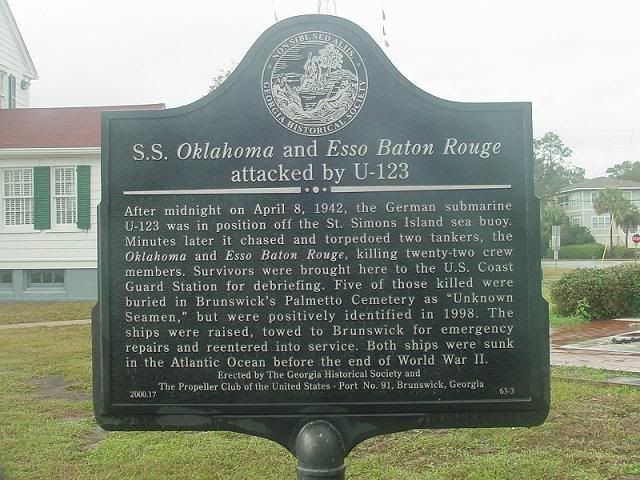 NON SIBI, SED ALIIS
GEORGIA HISTORICAL SOCIETY
S.S. Oklahoma and Esso Baton Rouge
attacked by U-123
After midnight on April 8, 1942, the German submarine
U-123 was in position off the St. Simons Island sea buoy.
Minutes later it chased and torpedoed two tankers, the
Oklahoma and Esso Baton Rouge, killing twenty-two crew
members. Survivors were brought here to the U.S. Coast
Guard Station for debriefing. Five of those killed were
buried in Brunswick's Palmetto Cemetery as "Unknown
Seamen," but were positively identified in 1998. The
ships were raised, towed to Brunswick for emergency
repairs and reentered into service. Both ships were sunk
in the Atlantic Ocean before the end of World War II.
Erected by The Georgia Historical Society and
The Propeller Club of the United States - Port No. 91, Brunswick, Georgia
2000.17
63-3